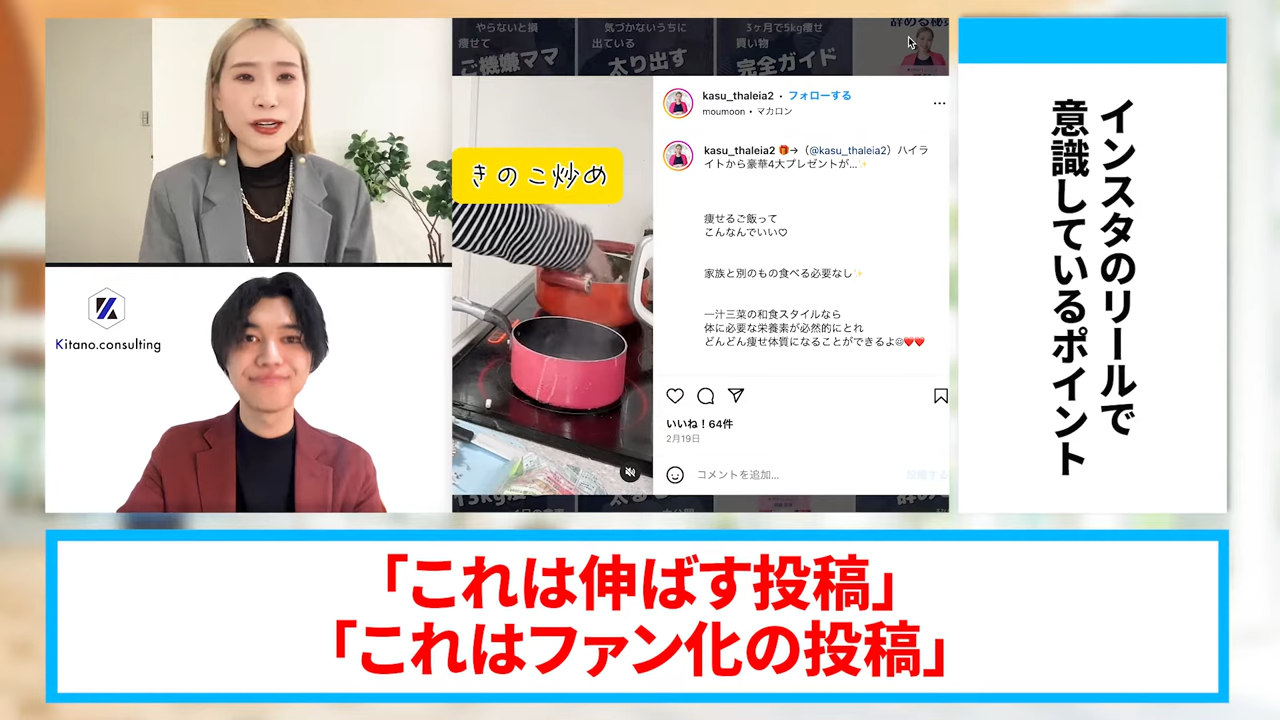 やらないと損
痩せて
ご機嫌ママ
気づかないうちに
出ている
太り出す
3ヶ月で5kg痩せ
買い物
完全ガイド
Kitano.consulting
きのこ炒め
kasu_thaleia2・フォローする
moumoon・マカロン
kasu_thaleia2 🎁→（@kasu_thaleia2）ハイラ
イトから豪華4大プレゼントが...✨
痩せるご飯って
こんなんでいい♡
家族と別のもの食べる必要なし✨
一汁三菜の和食スタイルなら
体に必要な栄養素が必然的にとれ
どんどん痩せ体質になることができるよ☺❤️❤️
いいね！64件
2月19日
コメントを追加...
投稿する
インスタのリールで
意識しているポイント
「これは伸ばす投稿」
「これはファン化の投稿」